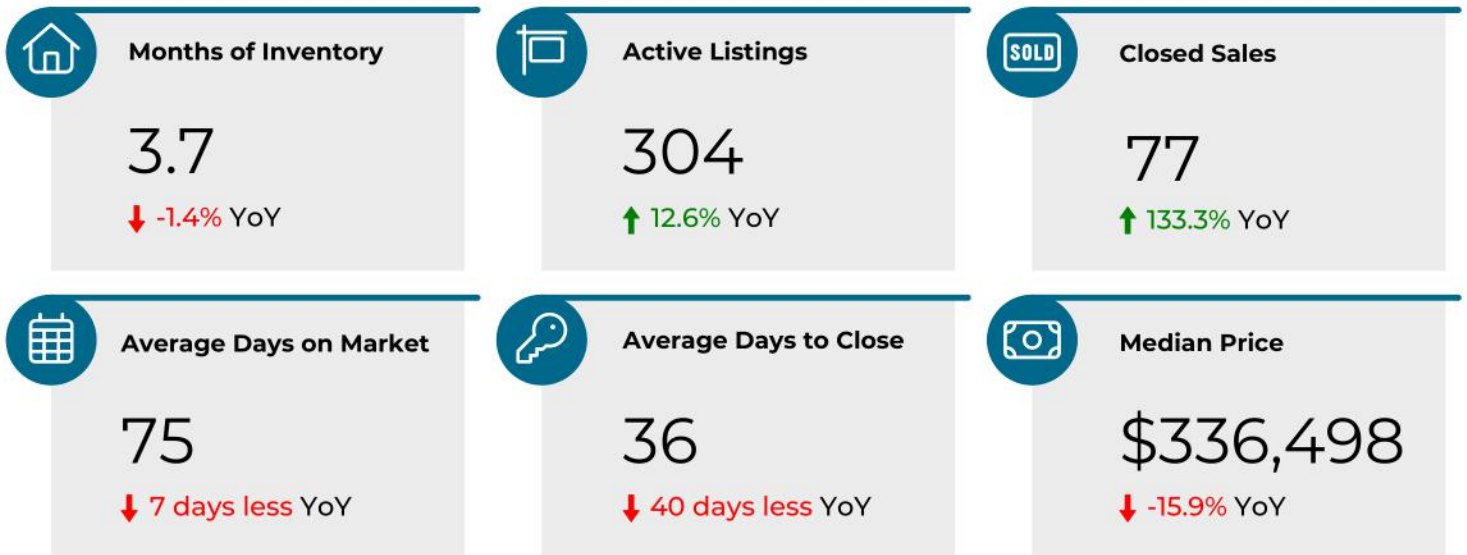 Months of Inventory
3.7
-1.4% YoY
Active Listings
304
12.6% YoY
SOLD
Closed Sales
77
133.3% YoY
Average Days on Market
75
7 days less YoY
Average Days to Close
36
40 days less YoY
Median Price
$336,498
-15.9% YoY